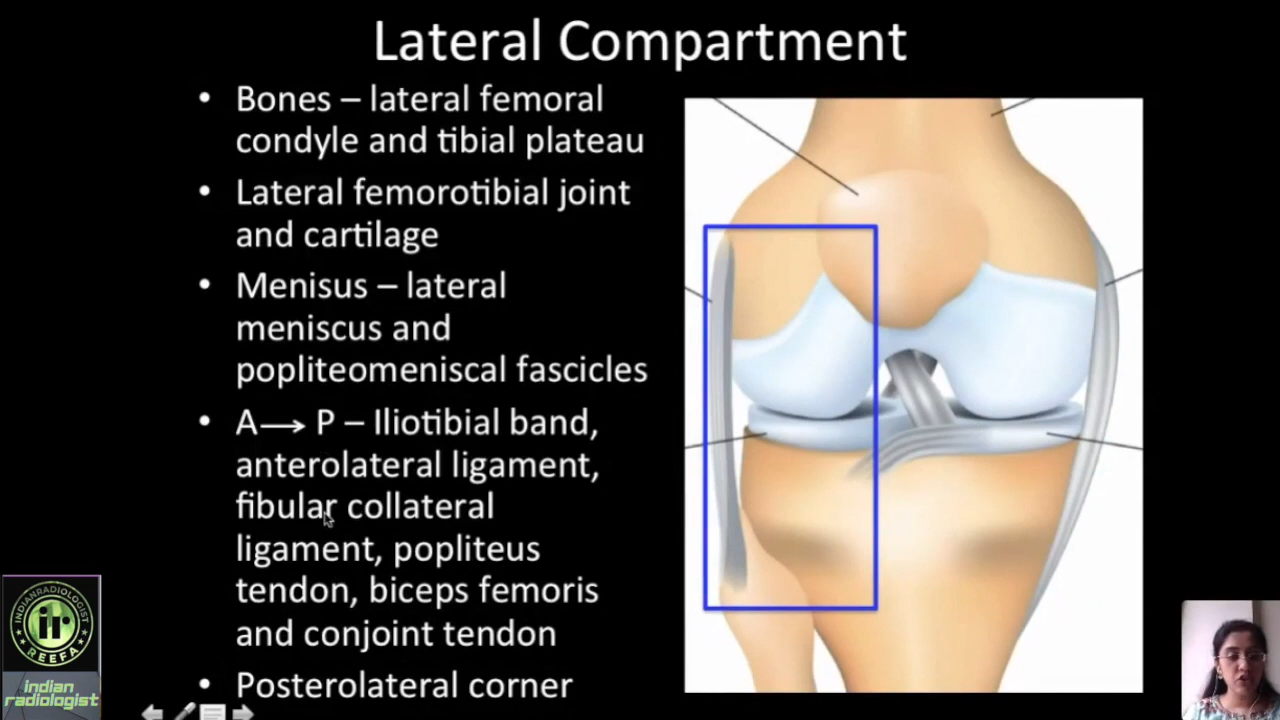 Lateral Compartment
• Bones – lateral femoral
condyle and tibial plateau
• Lateral femorotibial joint
and cartilage
• Menisus – lateral
meniscus and
popliteomeniscal fascicles
• A⟶ P – Iliotibial band,
anterolateral ligament,
fibular collateral
ligament, popliteus
tendon, biceps femoris
and conjoint tendon
• Posterolateral corner
INDIANRADIOLOGIST
ir
REEFA
indian
radiologist